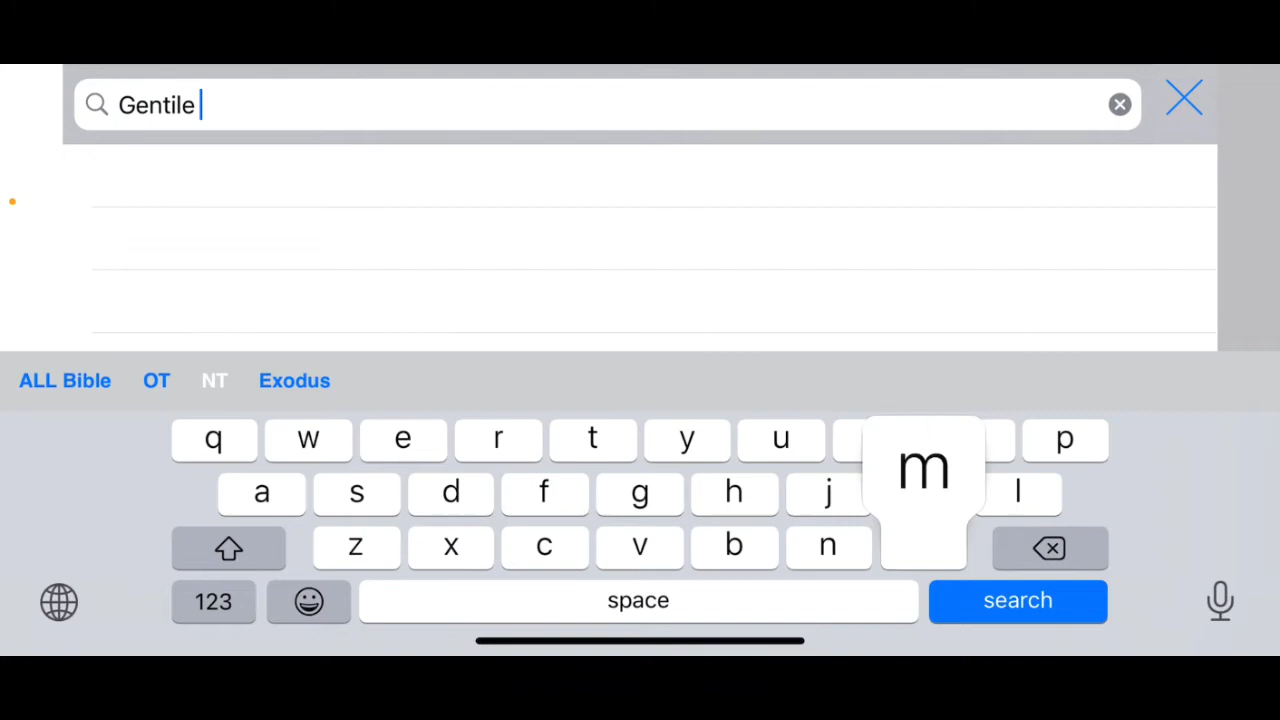 Gentile
ALL Bible OT NT Exodus
q w e r t y u p
m
a s d f g h j l
z x c v b n
123 space search